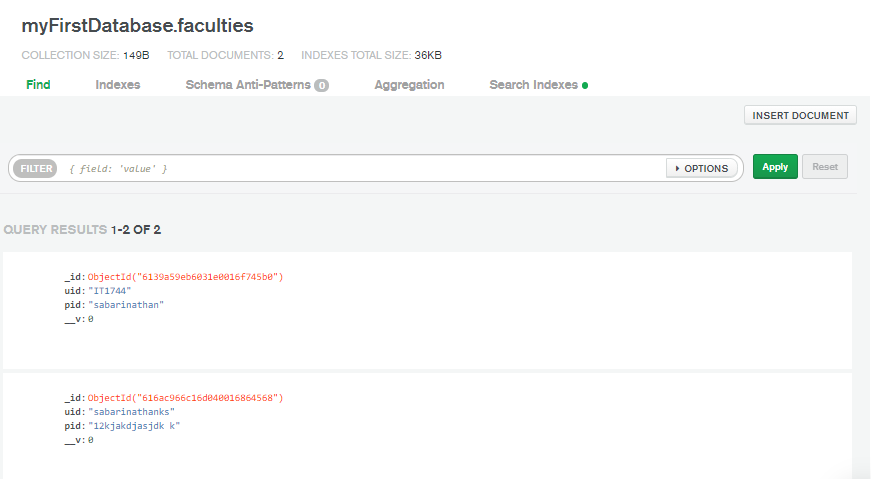 myFirstDatabase.faculties
COLLECTION SIZE: 149B TOTAL DOCUMENTS: 2 INDEXES TOTAL SIZE: 36KB
Find Indexes Schema Anti-Patterns 0 Aggregation Search Indexes
INSERT DOCUMENT
FILTER { field: 'value' } OPTIONS Apply Reset
QUERY RESULTS 1-2 OF 2
_id: ObjectId("6139a59eb6031e0016f745b0")
uid: "IT1744"
pid: "sabarinathan"
__v: 0
_id: ObjectId("616ac966c16d040016864568")
uid: "sabarinathanks"
pid: "12kjakdjasjdk k"
__v: 0